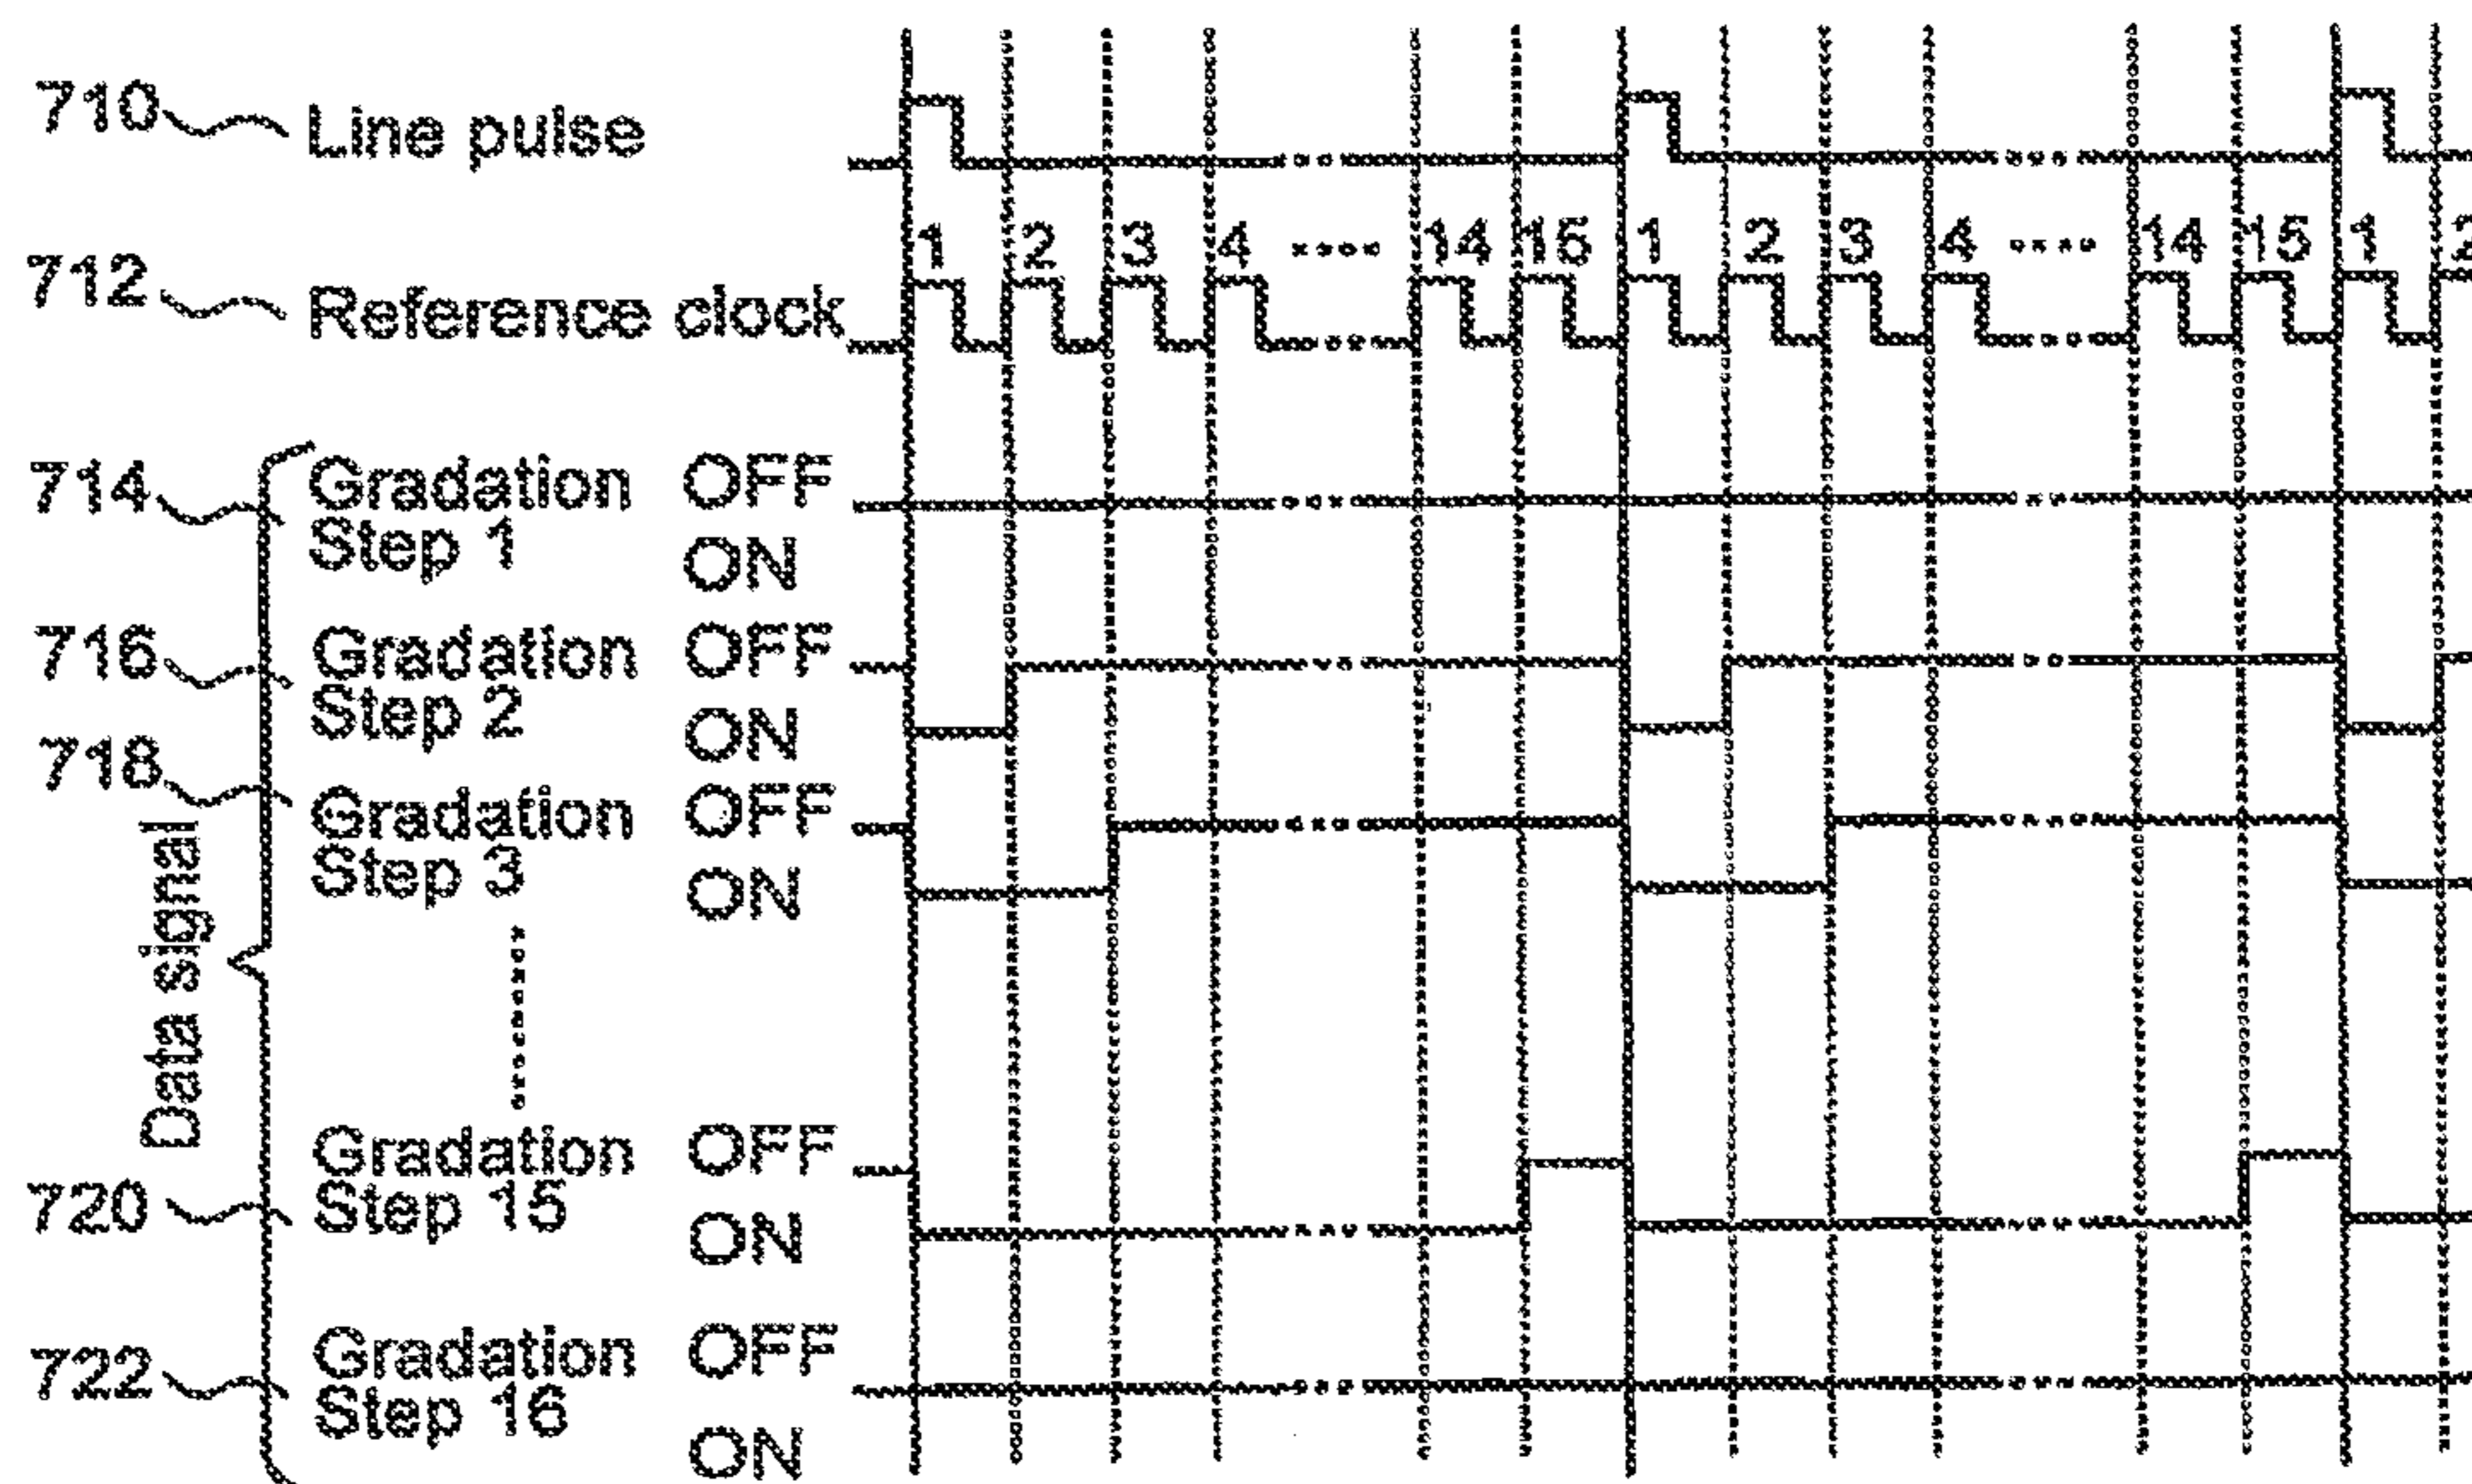 710 Line pulse
1 2 3 4 14 15 1 2 3 4 14 15 1 2
712 Reference clock
714 Gradation Step 1 OFF ON
716 Gradation Step 2 OFF ON
718 Gradation Step 3 OFF ON
Data signal
720 Gradation Step 15 OFF ON
722 Gradation Step 16 OFF ON